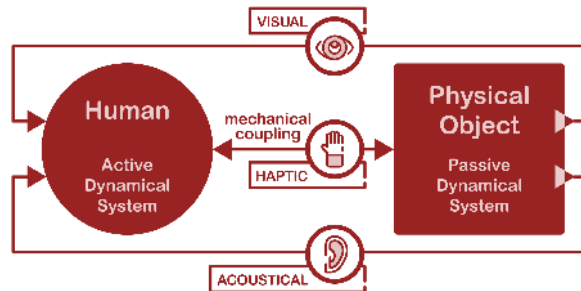 VISUAL
Human
Active
Dynamical
System
mechanical
coupling
HAPTIC
Physical
Object
Passive
Dynamical
System
ACOUSTICAL